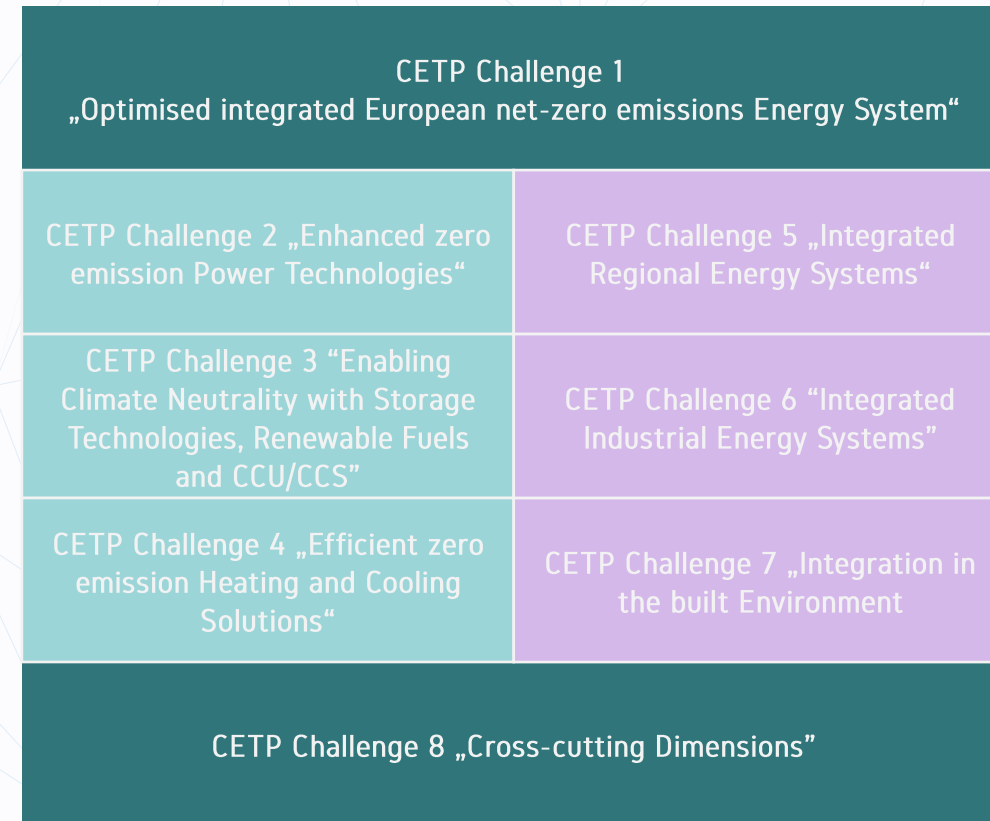 CETP Challenge 1
„Optimised integrated European net-zero emissions Energy System“
CETP Challenge 2 „Enhanced zero
emission Power Technologies“
CETP Challenge 5 „Integrated
Regional Energy Systems“
CETP Challenge 3 “Enabling
Climate Neutrality with Storage
Technologies, Renewable Fuels
and CCU/CCS”
CETP Challenge 6 “Integrated
Industrial Energy Systems”
CETP Challenge 4 „Efficient zero
emission Heating and Cooling
Solutions“
CETP Challenge 7 „Integration in
the built Environment
CETP Challenge 8 „Cross-cutting Dimensions”